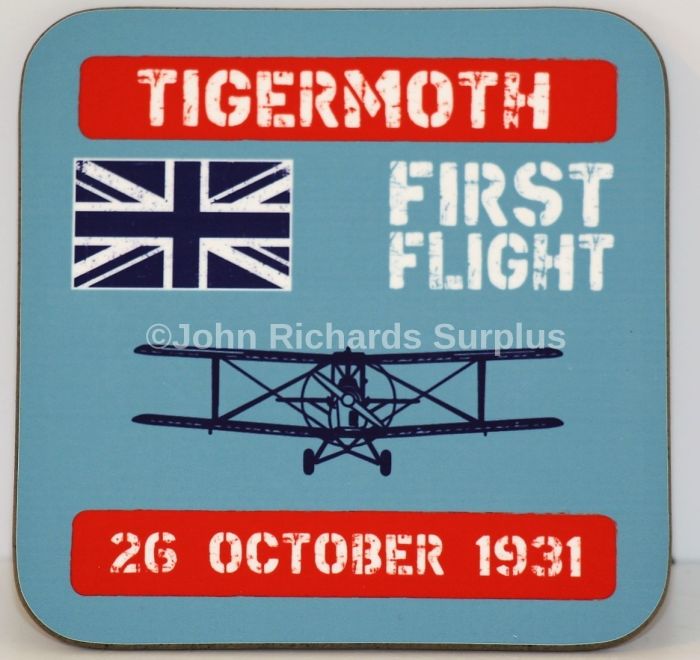 TIGERMOTH
FIRST
FLIGHT
©John Richards Surplus
26 OCTOBER 1931